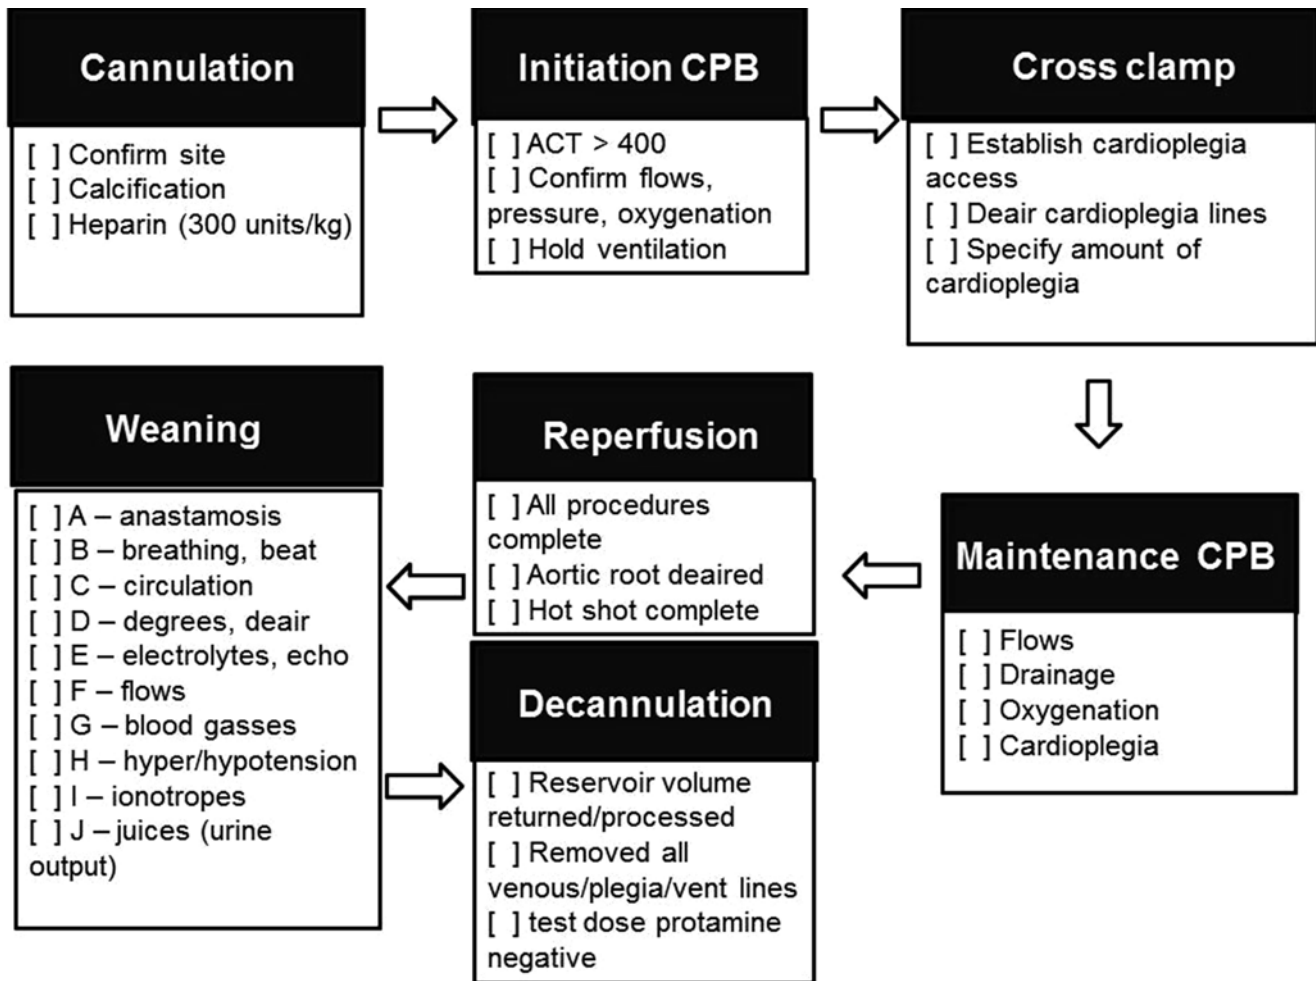 Cannulation
[ ] Confirm site
[ ] Calcification
[ ] Heparin (300 units/kg)
Initiation CPB
[ ] ACT > 400
[ ] Confirm flows,
pressure, oxygenation
[ ] Hold ventilation
Cross clamp
[ ] Establish cardioplegia
access
[ ] Deair cardioplegia lines
[ ] Specify amount of
cardioplegia
Maintenance CPB
[ ] Flows
[ ] Drainage
[ ] Oxygenation
[ ] Cardioplegia
Reperfusion
[ ] All procedures
complete
[ ] Aortic root deaired
[ ] Hot shot complete
Weaning
[ ] A – anastamosis
[ ] B – breathing, beat
[ ] C – circulation
[ ] D – degrees, deair
[ ] E – electrolytes, echo
[ ] F – flows
[ ] G – blood gasses
[ ] H – hyper/hypotension
[ ] I – ionotropes
[ ] J – juices (urine
output)
Decannulation
[ ] Reservoir volume
returned/processed
[ ] Removed all
venous/plegia/vent lines
[ ] test dose protamine
negative